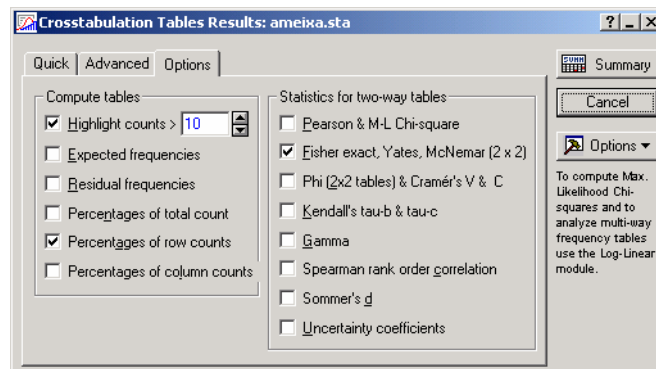 Crosstabulation Tables Results: ameixa.sta
Quick
Advanced
Options
Compute tables
Highlight counts > 10
Expected frequencies
Residual frequencies
Percentages of total count
Percentages of row counts
Percentages of column counts
Statistics for two-way tables
Pearson & M-L Chi-square
Fisher exact, Yates, McNemar (2 x 2)
Phi (2x2 tables) & Cramér's V & C
Kendall's tau-b & tau-c
Gamma
Spearman rank order correlation
Sommer's d
Uncertainty coefficients
SUMM
Summary
Cancel
Options
To compute Max.
Likelihood Chi-
squares and to
analyze multi-way
frequency tables
use the Log-Linear
module.